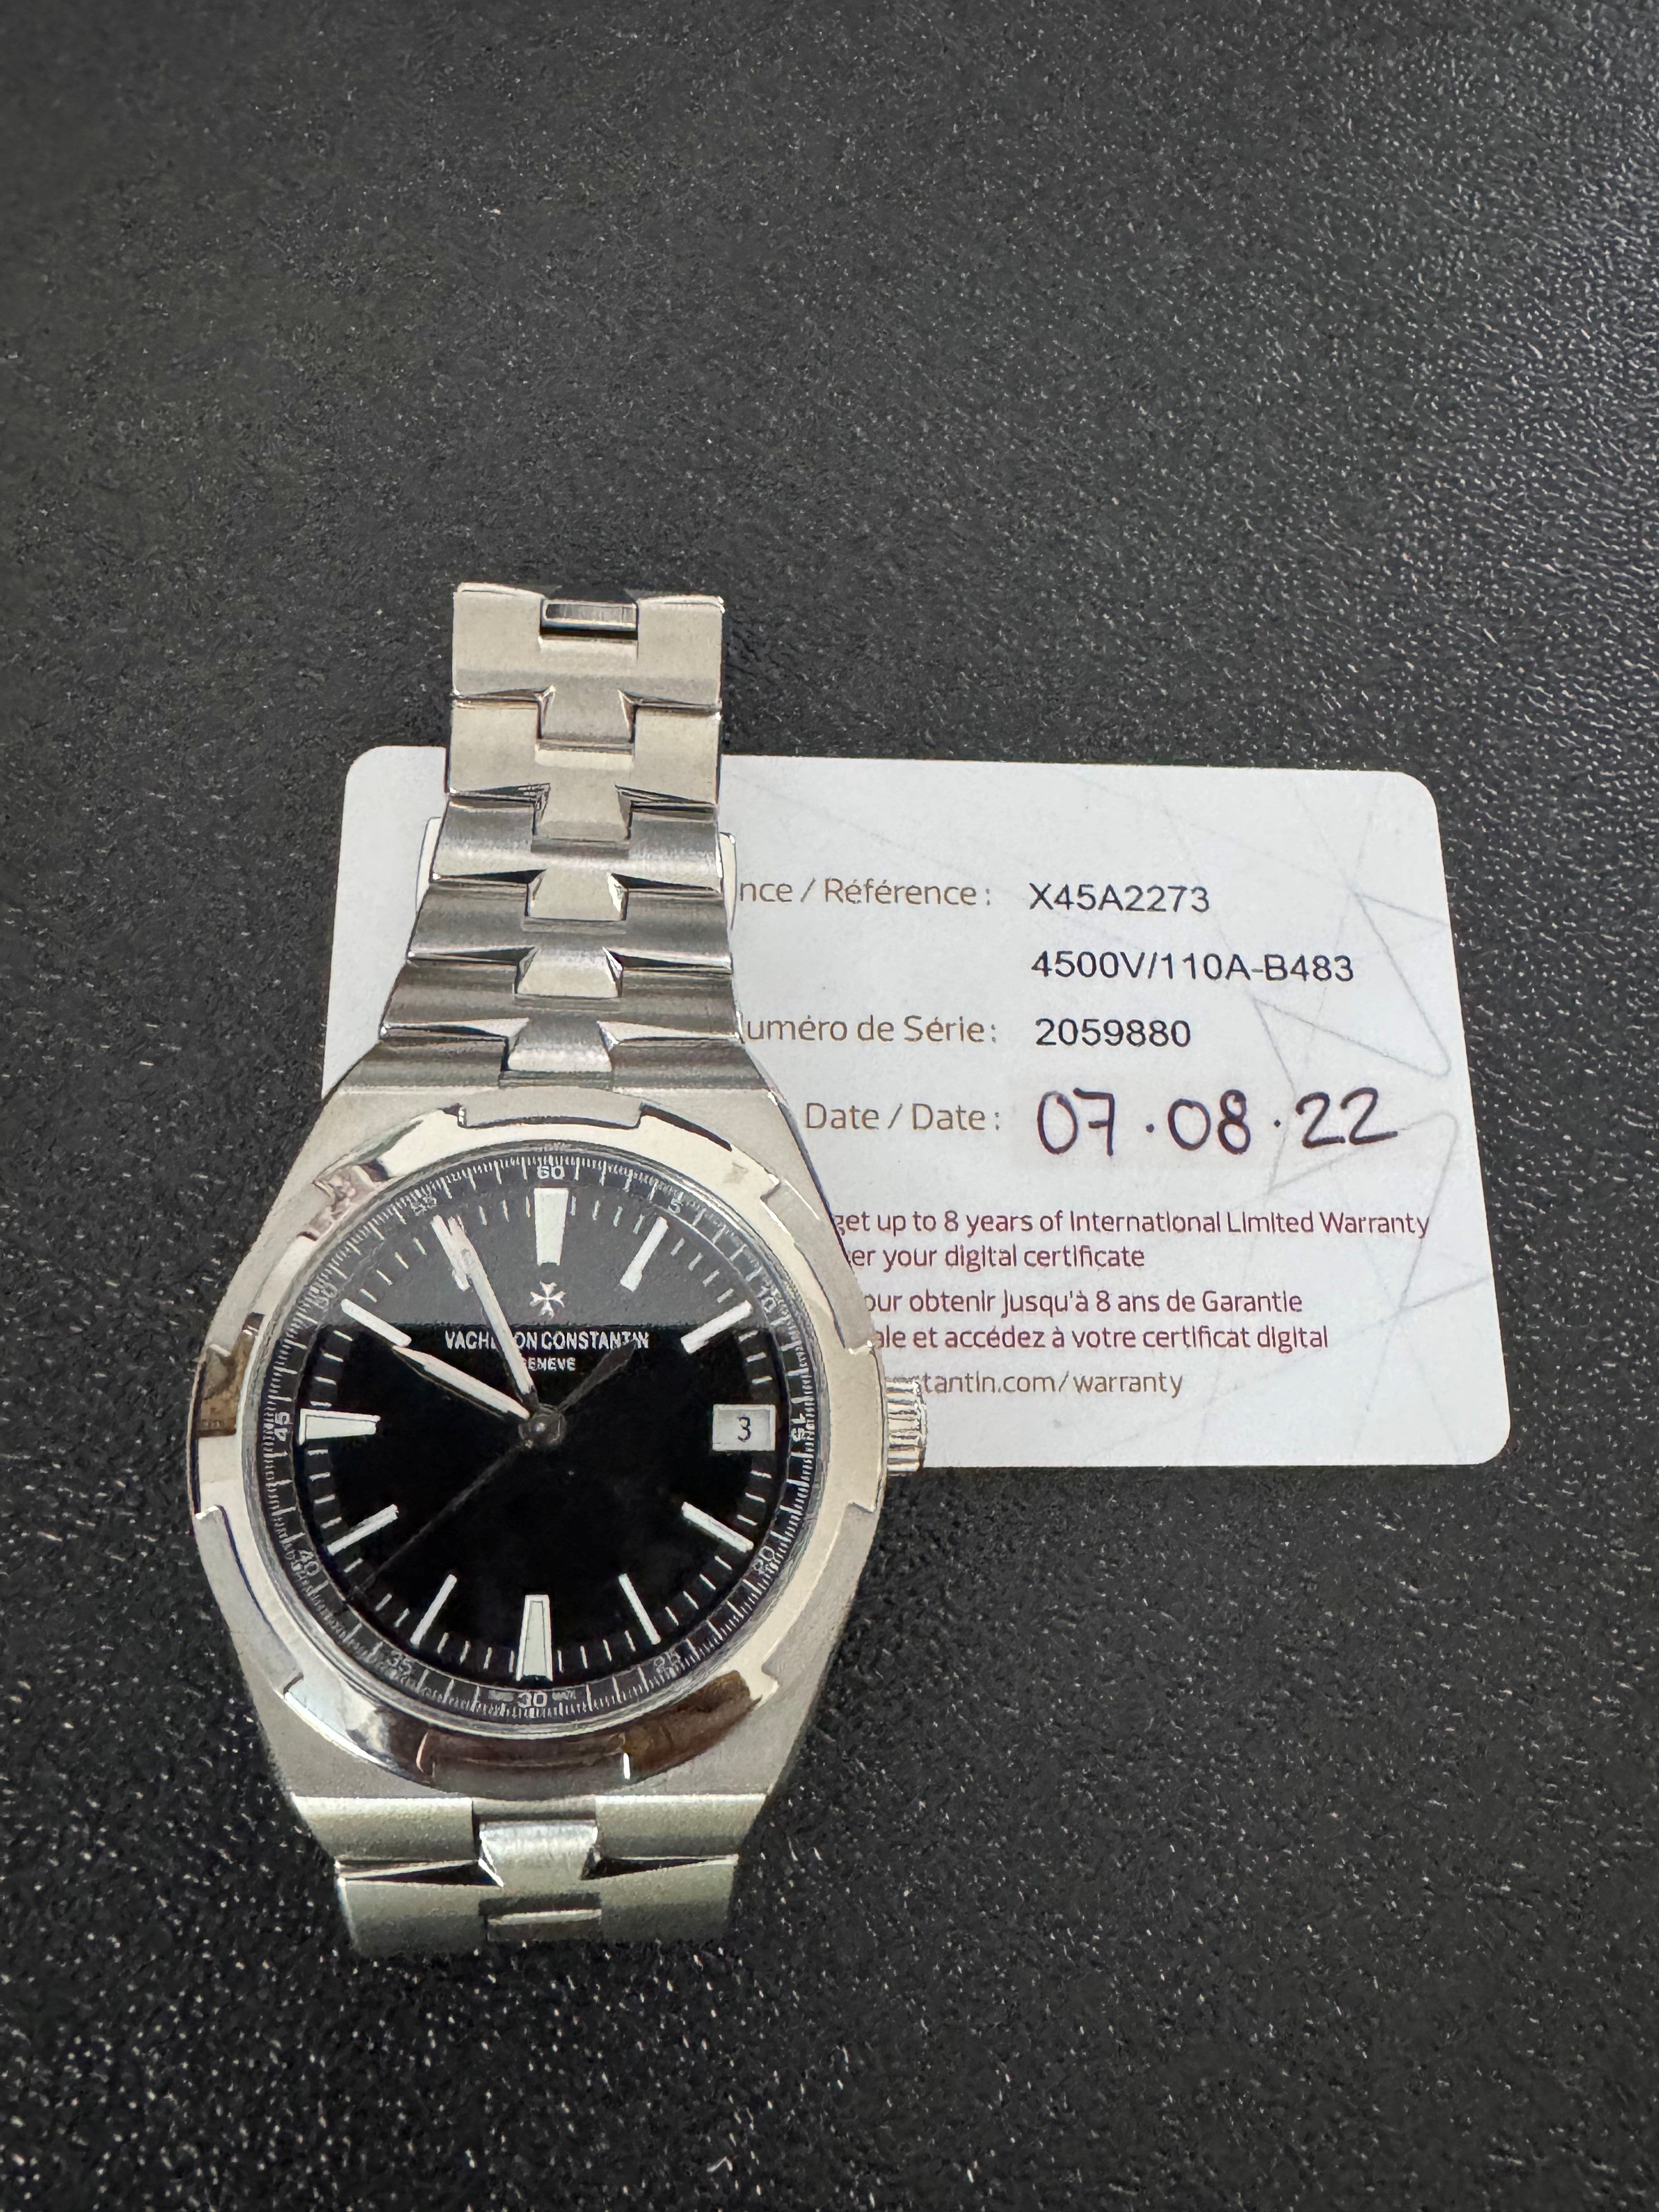 nce / Référence : X45A2273
4500V/110A-B483
uméro de Série : 2059880
Date / Date : 07.08.22
get up to 8 years of International Limited Warranty
er your digital certificate
our obtenir jusqu'à 8 ans de Garantie
ale et accédez à votre certificat digital
stantin.com/warranty
60
5
10
15
20
25
30
35
40
45
50
55
VACHE ON CONSTANTIN
GENEVE
3